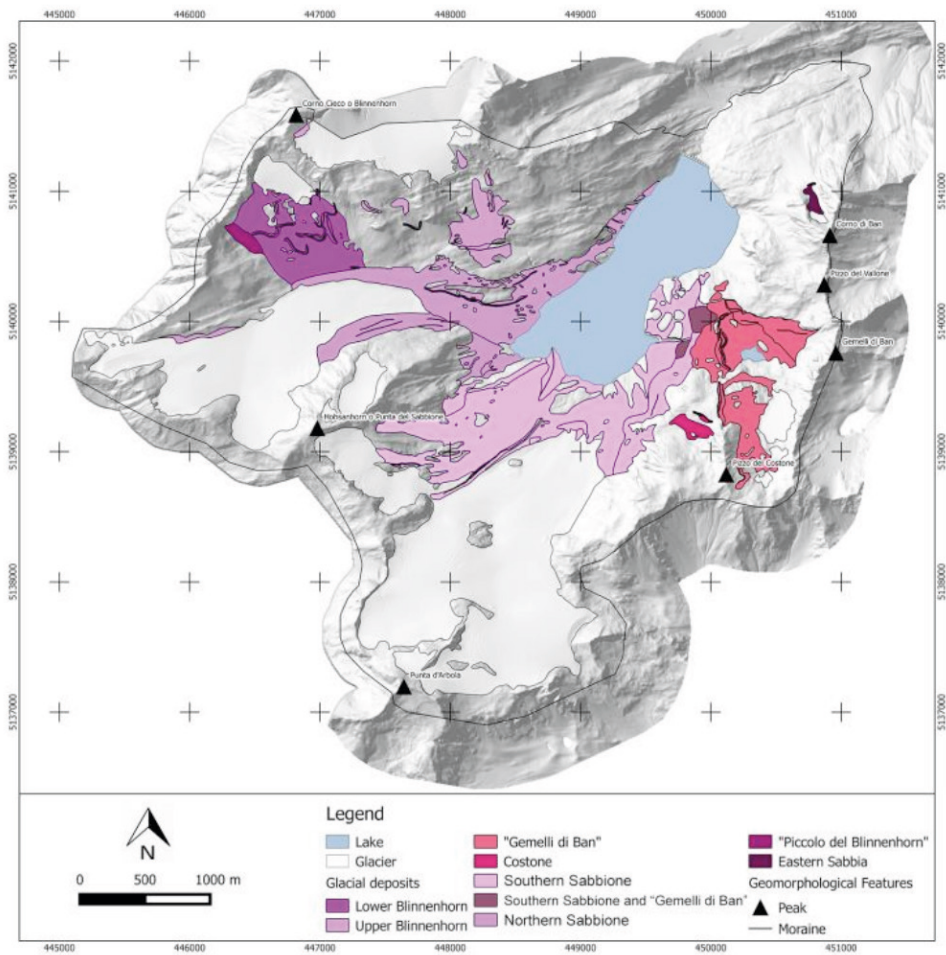 445000 446000 447000 448000 449000 450000 451000
5142000 5142000
Corno Cieco o Blinnenhorn
5141000 5141000
Corno di Ban
Pizzo del Vallone
5140000 5140000
Gemelli di Ban
Hohsanhorn o Punta del Sabbione
5139000 5139000
Pizzo del Costone
5138000 5138000
Punta d'Arbola
5137000 5137000
Legend
Lake
Glacier
Glacial deposits
Lower Blinnenhorn
Upper Blinnenhorn
"Gemelli di Ban"
Costone
Southern Sabbione
Southern Sabbione and "Gemelli di Ban"
Northern Sabbione
"Piccolo del Blinnenhorn"
Eastern Sabbia
Geomorphological Features
Peak
Moraine
N
0 500 1000 m
445000 446000 447000 448000 449000 450000 451000